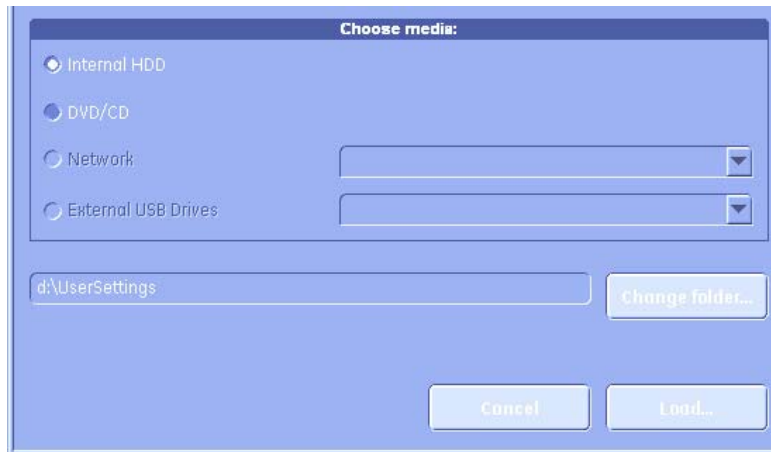 Choose media:
Internal HDD
DVD/CD
Network
External USB Drives
d:\UserSettings
Change folder...
Cancel
Load...